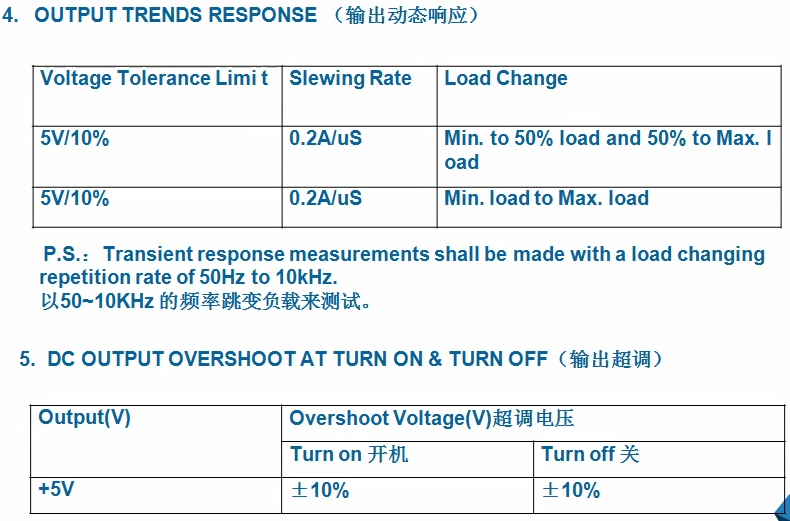 4. OUTPUT TRENDS RESPONSE （输出动态响应）
Voltage Tolerance Limi t Slewing Rate Load Change
5V/10% 0.2A/uS Min. to 50% load and 50% to Max. l
oad
5V/10% 0.2A/uS Min. load to Max. load
P.S.： Transient response measurements shall be made with a load changing
repetition rate of 50Hz to 10kHz.
以50~10KHz 的频率跳变负载来测试。
5. DC OUTPUT OVERSHOOT AT TURN ON & TURN OFF（输出超调）
Output(V) Overshoot Voltage(V)超调电压
Turn on 开机 Turn off 关
+5V ±10% ±10%